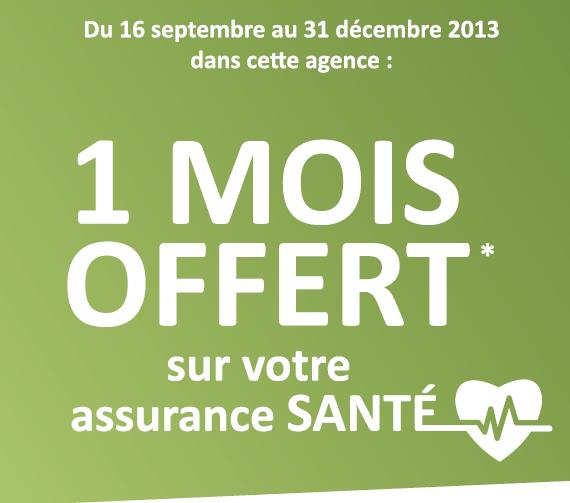 Du 16 septembre au 31 décembre 2013
dans cette agence :
1 MOIS
OFFERT*
sur votre
assurance SANTÉ